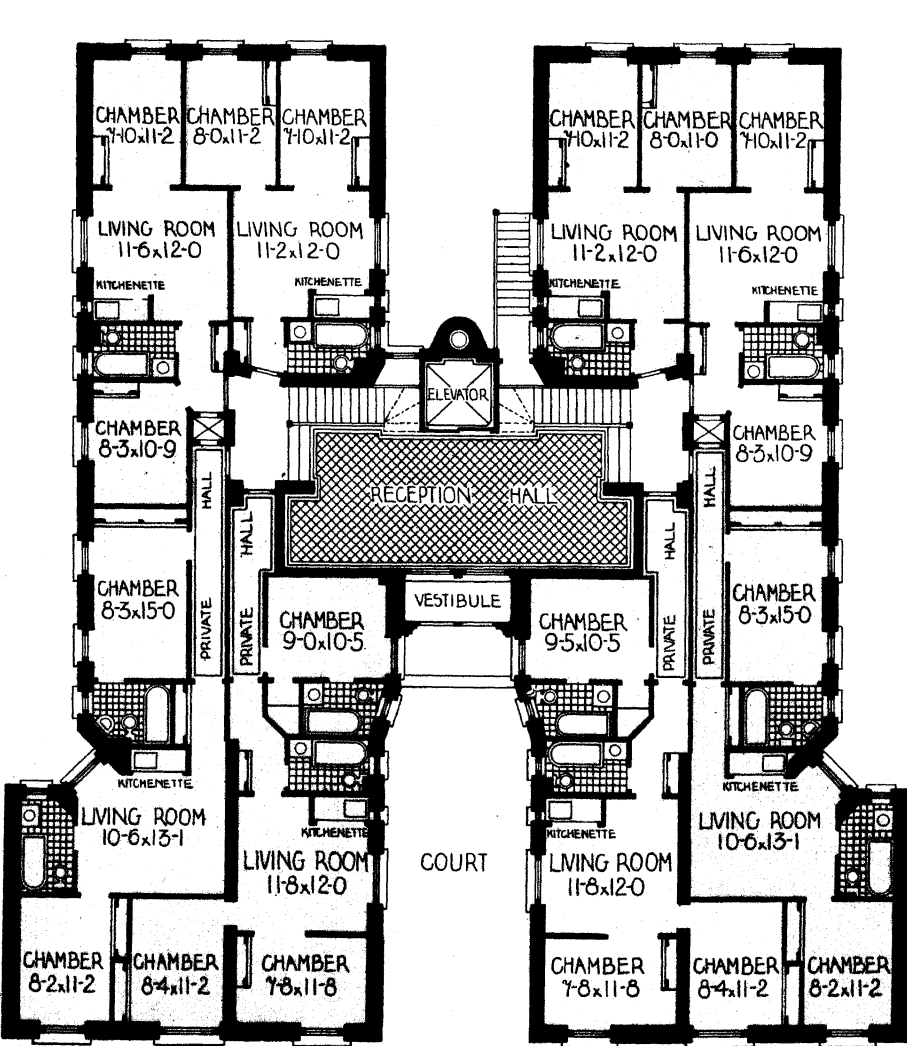 CHAMBER
7-10x11-2
CHAMBER
8-0x11-2
CHAMBER
7-10x11-2
CHAMBER
7-10x11-2
CHAMBER
8-0x11-0
CHAMBER
7-10x11-2
LIVING ROOM
11-6x12-0
LIVING ROOM
11-2x12-0
LIVING ROOM
11-2x12-0
LIVING ROOM
11-6x12-0
KITCHENETTE
KITCHENETTE
KITCHENETTE
KITCHENETTE
ELEVATOR
CHAMBER
8-3x10-9
CHAMBER
8-3x10-9
RECEPTION HALL
PRIVATE HALL
PRIVATE HALL
PRIVATE HALL
PRIVATE HALL
CHAMBER
8-3x15-0
CHAMBER
9-0x10-5
VESTIBULE
CHAMBER
9-5x10-5
CHAMBER
8-3x15-0
KITCHENETTE
KITCHENETTE
LIVING ROOM
10-6x13-1
LIVING ROOM
10-6x13-1
KITCHENETTE
KITCHENETTE
LIVING ROOM
11-8x12-0
COURT
LIVING ROOM
11-8x12-0
CHAMBER
8-2x11-2
CHAMBER
8-4x11-2
CHAMBER
7-8x11-8
CHAMBER
7-8x11-8
CHAMBER
8-4x11-2
CHAMBER
8-2x11-2